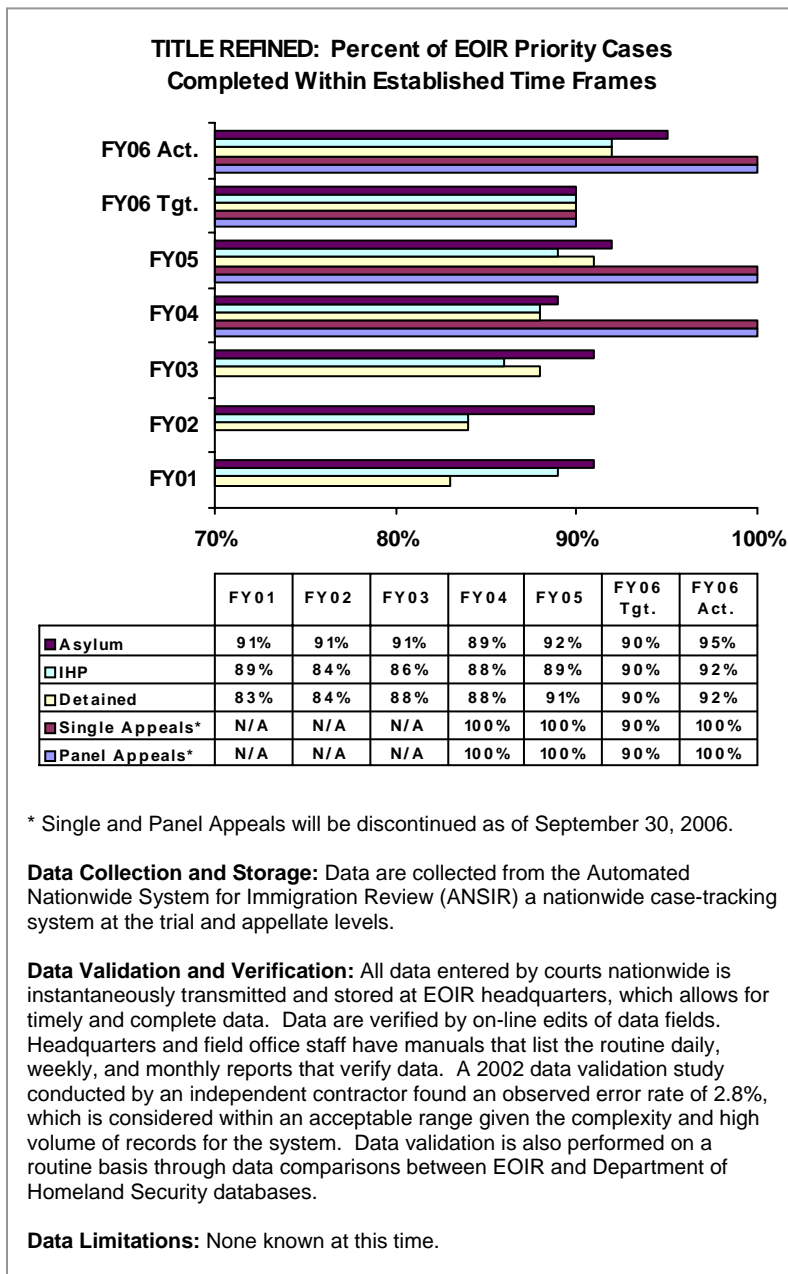 TITLE REFINED: Percent of EOIR Priority Cases
Completed Within Established Time Frames
FY06 Act.
FY06 Tgt.
FY05
FY04
FY03
FY02
FY01
70% 80% 90% 100%
FY01 FY02 FY03 FY04 FY05 FY06 Tgt. FY06 Act.
Asylum 91% 91% 91% 89% 92% 90% 95%
IHP 89% 84% 86% 88% 89% 90% 92%
Detained 83% 84% 88% 88% 91% 90% 92%
Single Appeals* N/A N/A N/A 100% 100% 90% 100%
Panel Appeals* N/A N/A N/A 100% 100% 90% 100%
* Single and Panel Appeals will be discontinued as of September 30, 2006.
Data Collection and Storage: Data are collected from the Automated
Nationwide System for Immigration Review (ANSIR) a nationwide case-tracking
system at the trial and appellate levels.
Data Validation and Verification: All data entered by courts nationwide is
instantaneously transmitted and stored at EOIR headquarters, which allows for
timely and complete data. Data are verified by on-line edits of data fields.
Headquarters and field office staff have manuals that list the routine daily,
weekly, and monthly reports that verify data. A 2002 data validation study
conducted by an independent contractor found an observed error rate of 2.8%,
which is considered within an acceptable range given the complexity and high
volume of records for the system. Data validation is also performed on a
routine basis through data comparisons between EOIR and Department of
Homeland Security databases.
Data Limitations: None known at this time.